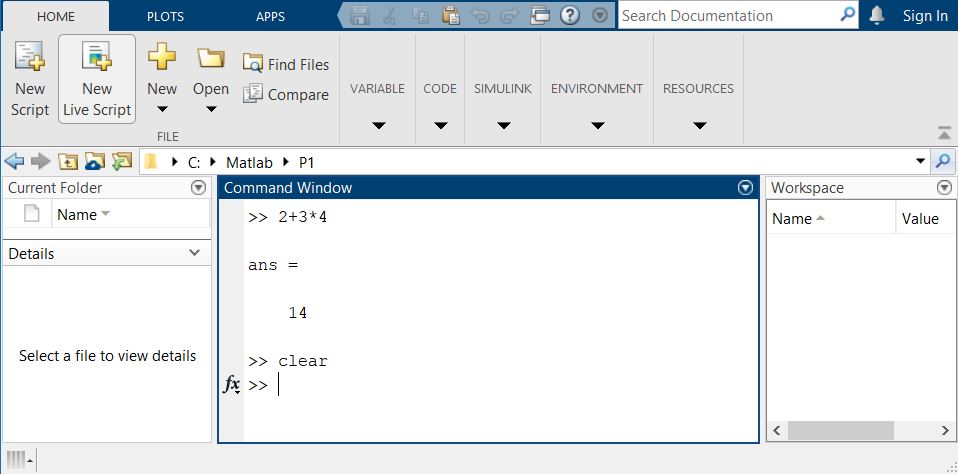 HOME PLOTS APPS Search Documentation Sign In
New Script
New Live Script
New
Open
Find Files
Compare
FILE
VARIABLE
CODE
SIMULINK
ENVIRONMENT
RESOURCES
C: Matlab P1
Current Folder
Name
Details
Select a file to view details
Command Window
>> 2+3*4
ans =
14
>> clear
fx >>
Workspace
Name Value